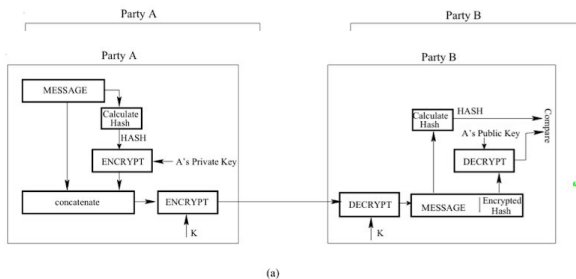 Party A
Party B
Party A
Party B
MESSAGE
Calculate
Hash
HASH
ENCRYPT
A's Private Key
concatenate
ENCRYPT
K
Calculate
Hash
HASH
A's Public Key
Compare
DECRYPT
DECRYPT
MESSAGE
Encrypted
Hash
K
(a)